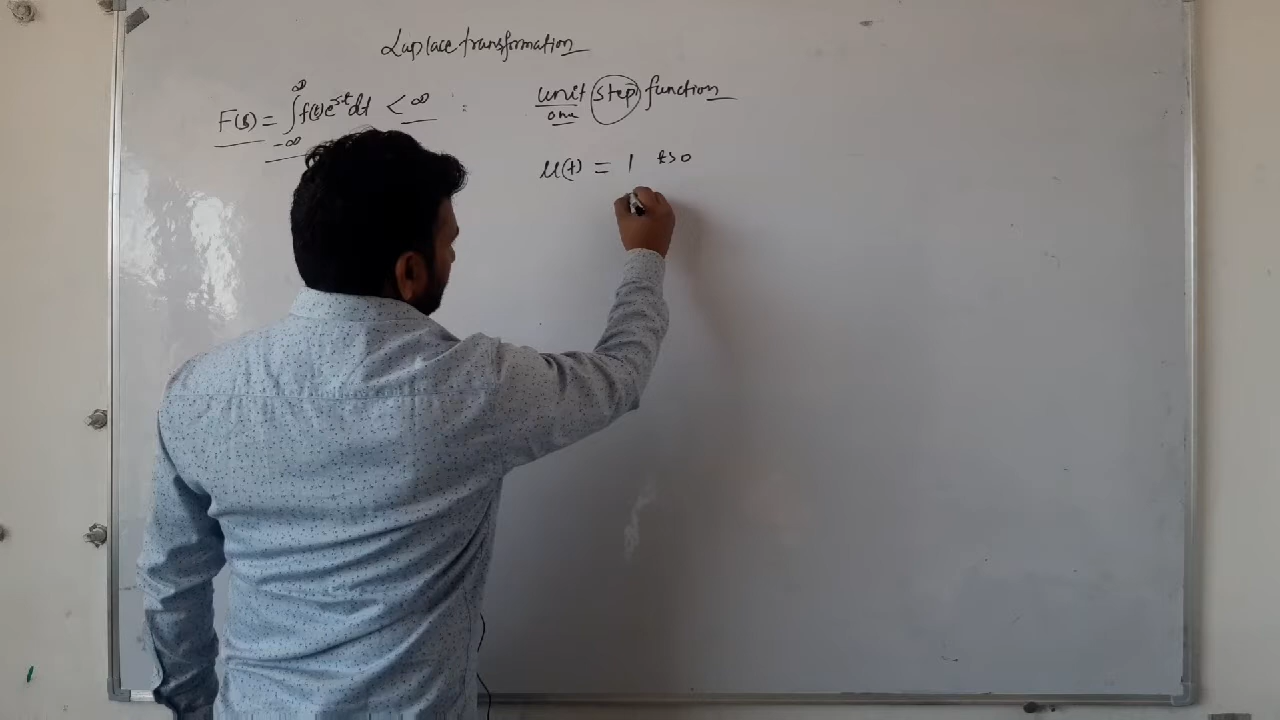 Laplace transformation
F(s) = ∫_{-∞}^{∞} f(t)e^{-st}dt < ∞ :
unit step function
one
u(t) = 1 t>0